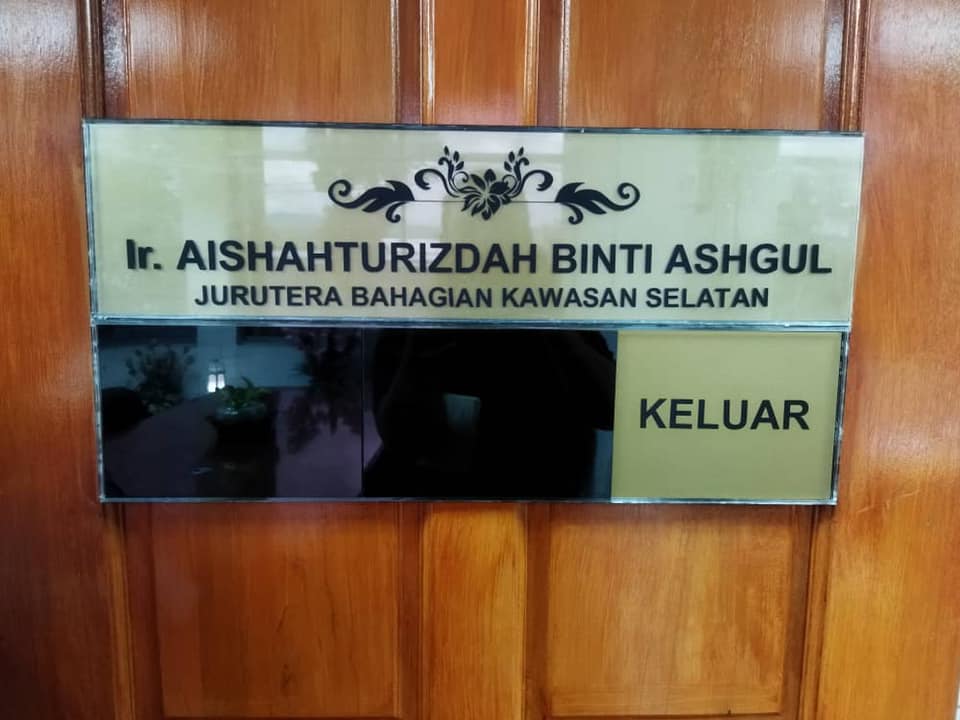 Ir. AISHAHTURIZDAH BINTI ASHGUL
JURUTERA BAHAGIAN KAWASAN SELATAN
KELUAR